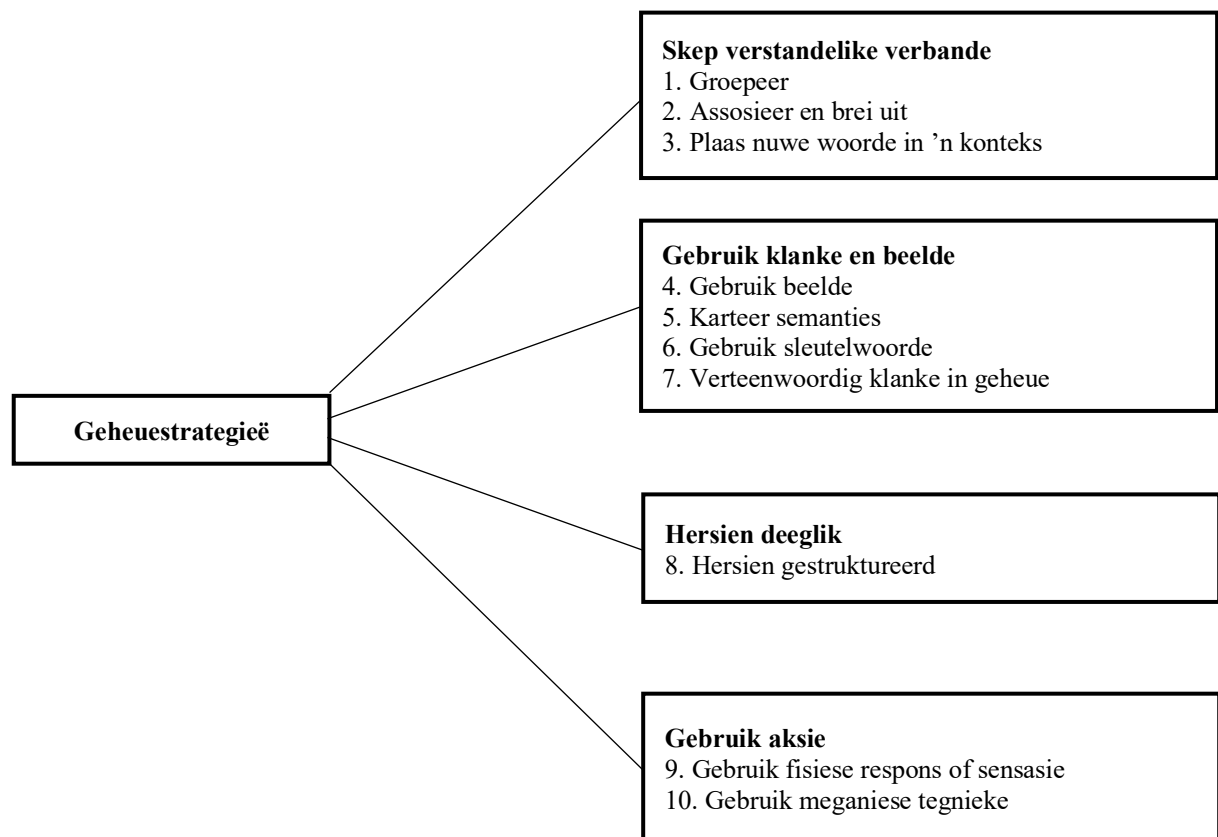 Skep verstandelike verbande
1. Groepeer
2. Assosieer en brei uit
3. Plaas nuwe woorde in ’n konteks
Gebruik klanke en beelde
4. Gebruik beelde
5. Karteer semanties
6. Gebruik sleutelwoorde
7. Verteenwoordig klanke in geheue
Geheuestrategieë
Hersien deeglik
8. Hersien gestruktureerd
Gebruik aksie
9. Gebruik fisiese respons of sensasie
10. Gebruik meganiese tegnieke